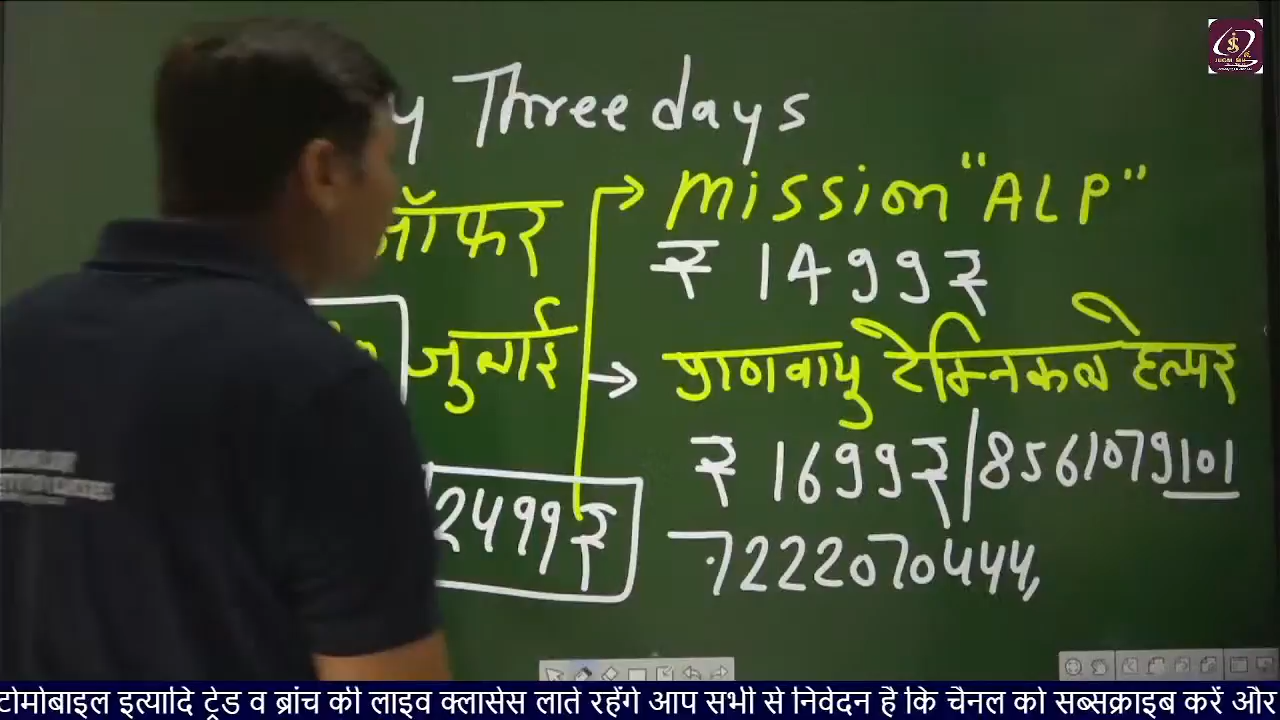 Three days
ऑफर
जुलाई
2499₹
mission "ALP"
₹ 1499₹
प्राणवायु टेक्निकल हेल्पर
₹ 1699₹/8561079101
7222070444,
टोमोबाइल इत्यादि ट्रेड व ब्रांच की लाइव क्लासेस लाते रहेंगे आप सभी से निवेदन है कि चैनल को सब्सक्राइब करें और